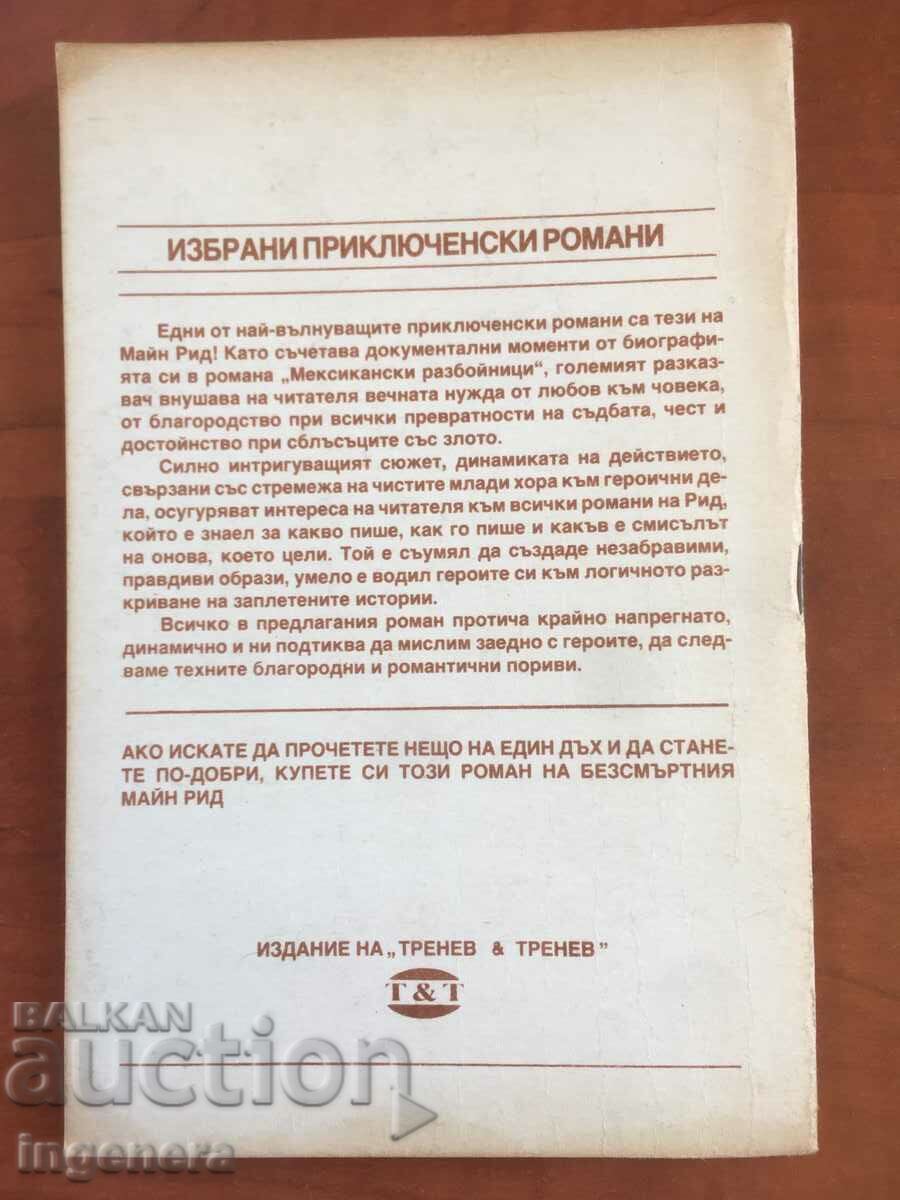 ИЗБРАНИ ПРИКЛЮЧЕНСКИ РОМАНИ
Едни от най-вълнуващите приключенски романи са тези на
Майн Рид! Като съчетава документални моменти от биографи-
ята си в романа „Мексикански разбойници“, големият разказ-
вач внушава на читателя вечната нужда от любов към човека,
от благородство при всички превратности на съдбата, чест и
достойнство при сблъсъците със злото.
Силно интригуващият сюжет, динамиката на действието,
свързани със стремежа на чистите млади хора към героични де-
ла, осугуряват интереса на читателя към всички романи на Рид,
който е знаел за какво пише, как го пише и какъв е смисълът
на онова, което цели. Той е съумял да създаде незабравими,
правдиви образи, умело е водил героите си към логичното раз-
криване на заплетените истории.
Всичко в предлагания роман протича крайно напрегнато,
динамично и ни подтиква да мислим заедно с героите, да след-
ваме техните благородни и романтични пориви.
АКО ИСКАТЕ ДА ПРОЧЕТЕТЕ НЕЩО НА ЕДИН ДЪХ И ДА СТАНЕ-
ТЕ ПО-ДОБРИ, КУПЕТЕ СИ ТОЗИ РОМАН НА БЕЗСМЪРТНИЯ
МАЙН РИД
ИЗДАНИЕ НА „ТРЕНЕВ & ТРЕНЕВ”
T & T
BALKAN
auction
ingenera